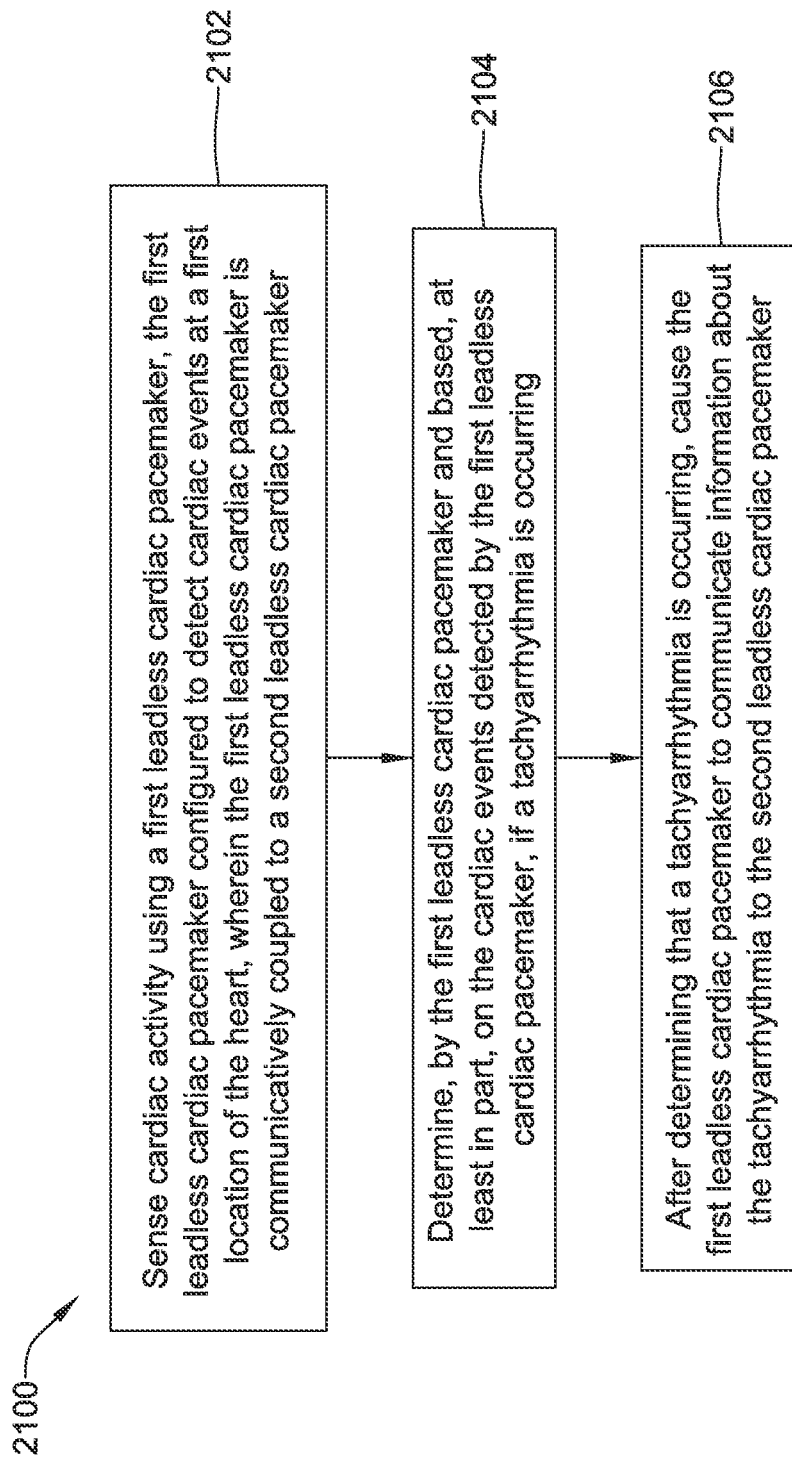 2100
Sense cardiac activity using a first leadless cardiac pacemaker, the first
leadless cardiac pacemaker configured to detect cardiac events at a first
location of the heart, wherein the first leadless cardiac pacemaker is
communicatively coupled to a second leadless cardiac pacemaker
2102
Determine, by the first leadless cardiac pacemaker and based, at
least in part, on the cardiac events detected by the first leadless
cardiac pacemaker, if a tachyarrhythmia is occurring
2104
After determining that a tachyarrhythmia is occurring, cause the
first leadless cardiac pacemaker to communicate information about
the tachyarrhythmia to the second leadless cardiac pacemaker
2106